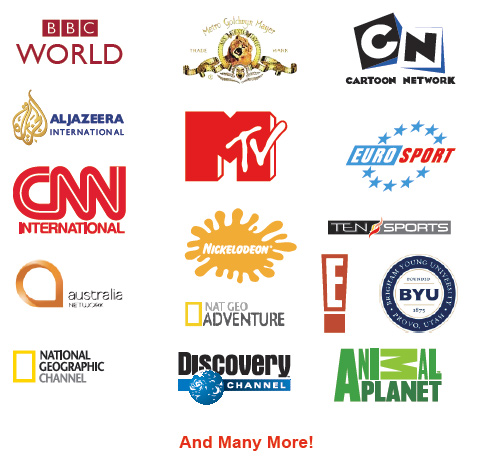 BBC
WORLD
Metro Goldwyn Mayer
TRADE MARK
CN
CARTOON NETWORK
ALJAZEERA
INTERNATIONAL
MTV
EUROSPORT
CNN
INTERNATIONAL
NICKELODEON
TEN SPORTS
australia
NETWORK
NAT GEO
ADVENTURE
E!
BRIGHAM YOUNG UNIVERSITY
FOUNDED
BYU
1875
PROVO, UTAH
NATIONAL
GEOGRAPHIC
CHANNEL
Discovery
CHANNEL
ANIMAL
PLANET
And Many More!